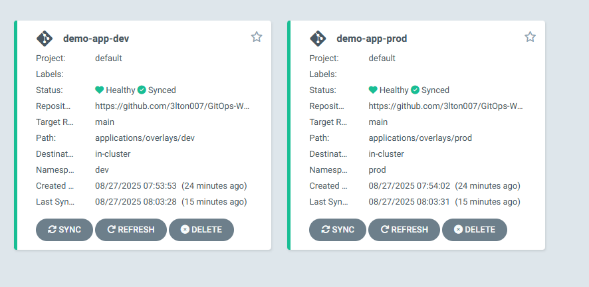 demo-app-dev
Project: default
Labels:
Status: Healthy Synced
Reposit... https://github.com/3lton007/GitOps-W...
Target R... main
Path: applications/overlays/dev
Destinat... in-cluster
Namesp... dev
Created ... 08/27/2025 07:53:53 (24 minutes ago)
Last Syn... 08/27/2025 08:03:28 (15 minutes ago)
SYNC REFRESH DELETE
demo-app-prod
Project: default
Labels:
Status: Healthy Synced
Reposit... https://github.com/3lton007/GitOps-W...
Target R... main
Path: applications/overlays/prod
Destinat... in-cluster
Namesp... prod
Created ... 08/27/2025 07:54:02 (24 minutes ago)
Last Syn... 08/27/2025 08:03:31 (15 minutes ago)
SYNC REFRESH DELETE